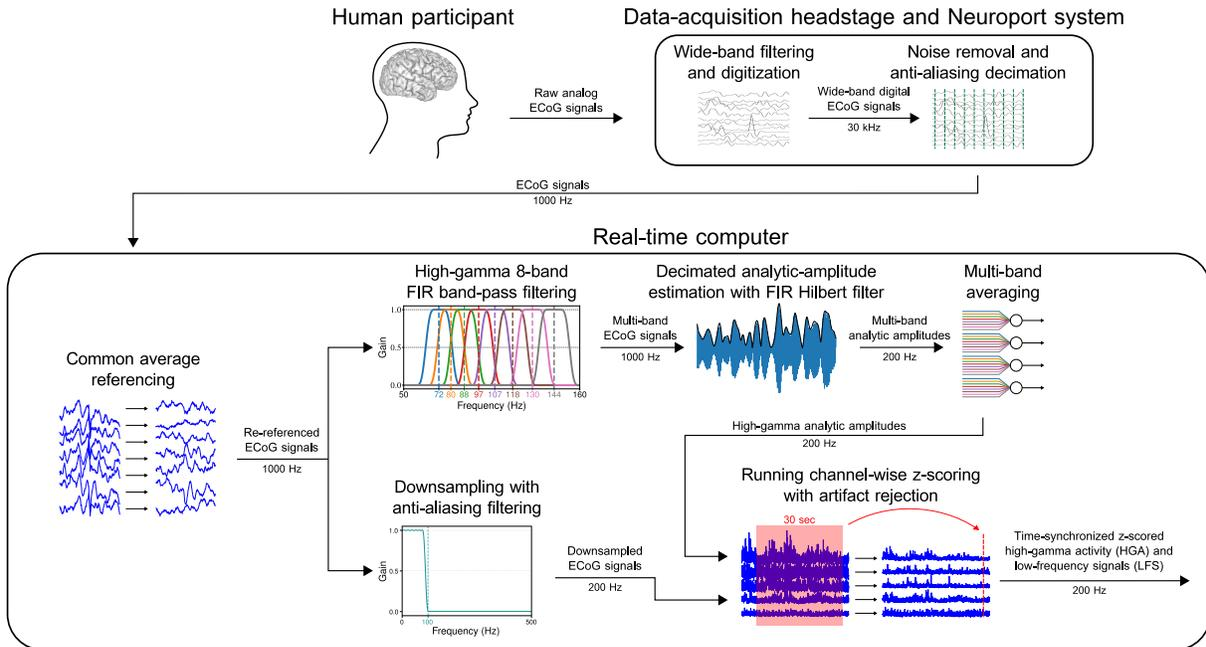 Human participant
Data-acquisition headstage and Neuroport system
Wide-band filtering
and digitization
Noise removal and
anti-aliasing decimation
Raw analog
ECoG signals
Wide-band digital
ECoG signals
30 kHz
ECoG signals
1000 Hz
Real-time computer
High-gamma 8-band
FIR band-pass filtering
Decimated analytic-amplitude
estimation with FIR Hilbert filter
Multi-band
averaging
1.0
0.5
0.0
Gain
50
72
80
88
97
107
118
130
144
160
Frequency (Hz)
Multi-band
ECoG signals
1000 Hz
Multi-band
analytic amplitudes
200 Hz
Common average
referencing
Re-referenced
ECoG signals
1000 Hz
High-gamma analytic amplitudes
200 Hz
Downsampling with
anti-aliasing filtering
1.0
0.5
0.0
Gain
0
100
500
Frequency (Hz)
Downsampled
ECoG signals
200 Hz
Running channel-wise z-scoring
with artifact rejection
30 sec
Time-synchronized z-scored
high-gamma activity (HGA) and
low-frequency signals (LFS)
200 Hz